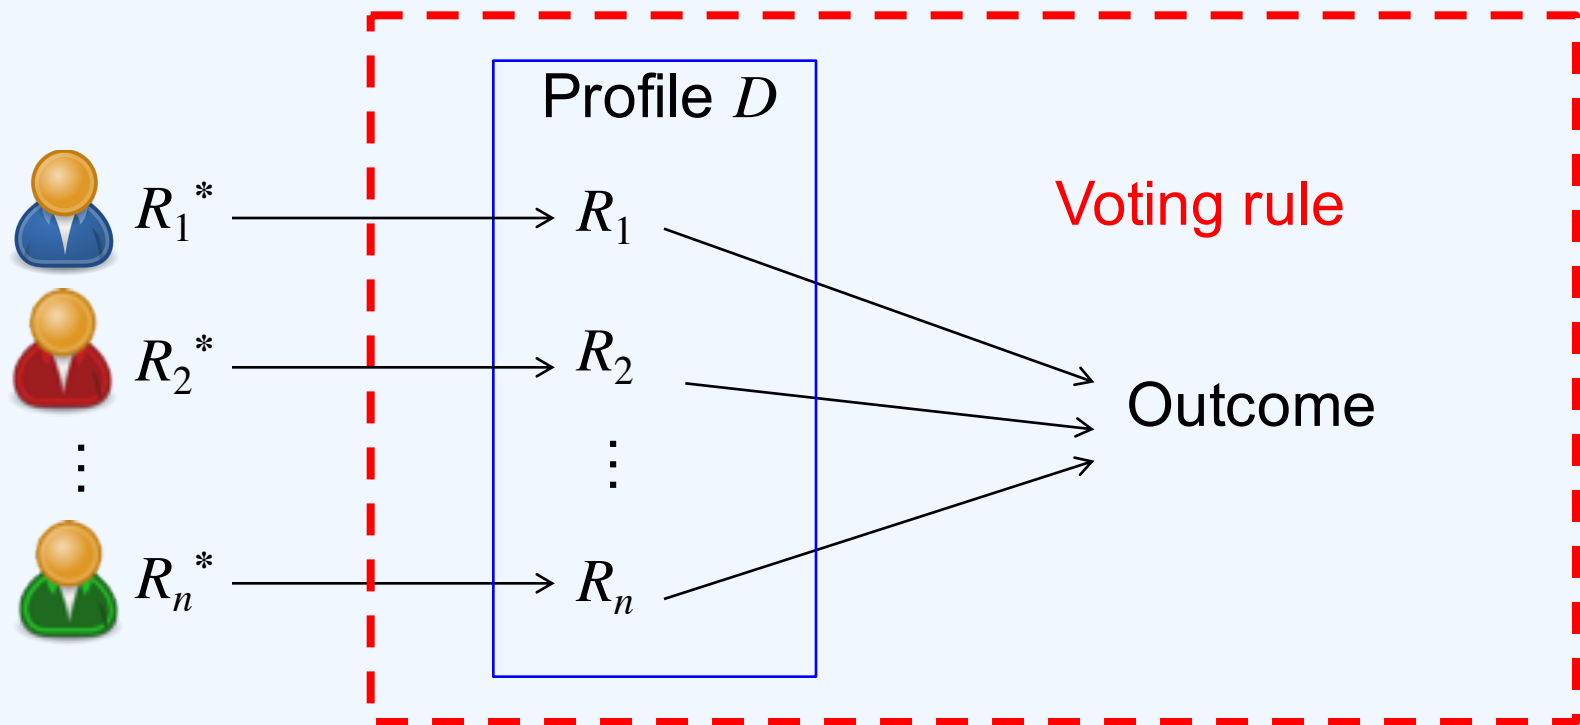 Profile D
R₁* R₁ Voting rule
R₂* R₂
Outcome
⋮ ⋮
Rₙ* Rₙ